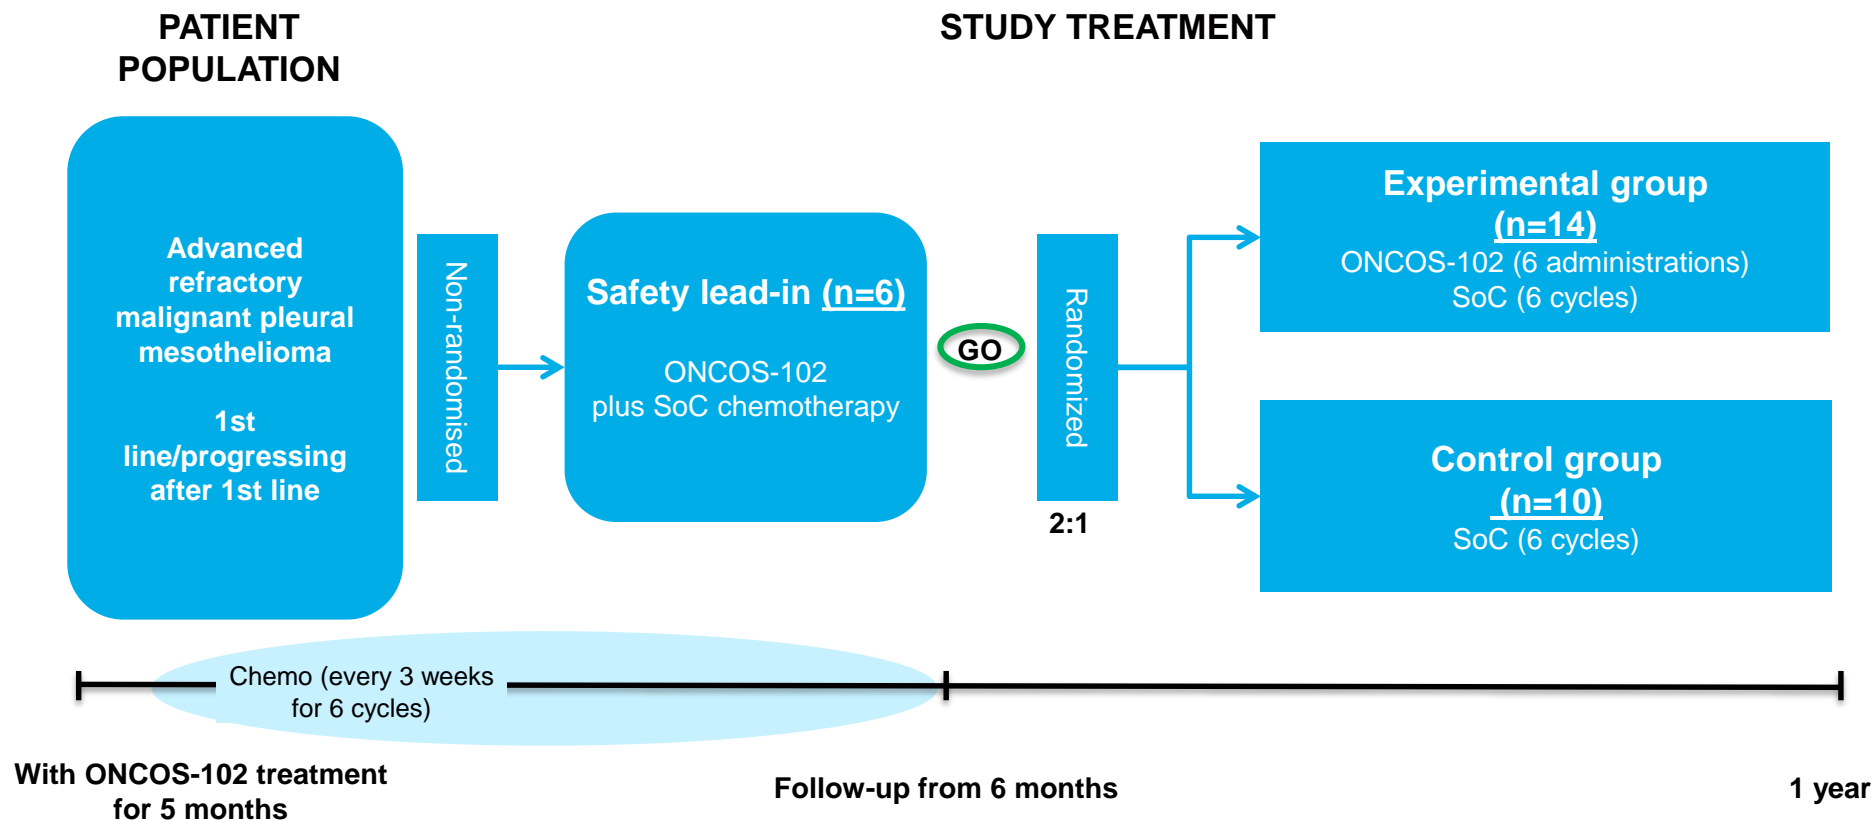 PATIENT
POPULATION
STUDY TREATMENT
Advanced
refractory
malignant pleural
mesothelioma
1st
line/progressing
after 1st line
Non-randomised
Safety lead-in (n=6)
ONCOS-102
plus SoC chemotherapy
GO
Randomized
2:1
Experimental group
(n=14)
ONCOS-102 (6 administrations)
SoC (6 cycles)
Control group
(n=10)
SoC (6 cycles)
Chemo (every 3 weeks
for 6 cycles)
With ONCOS-102 treatment
for 5 months
Follow-up from 6 months
1 year